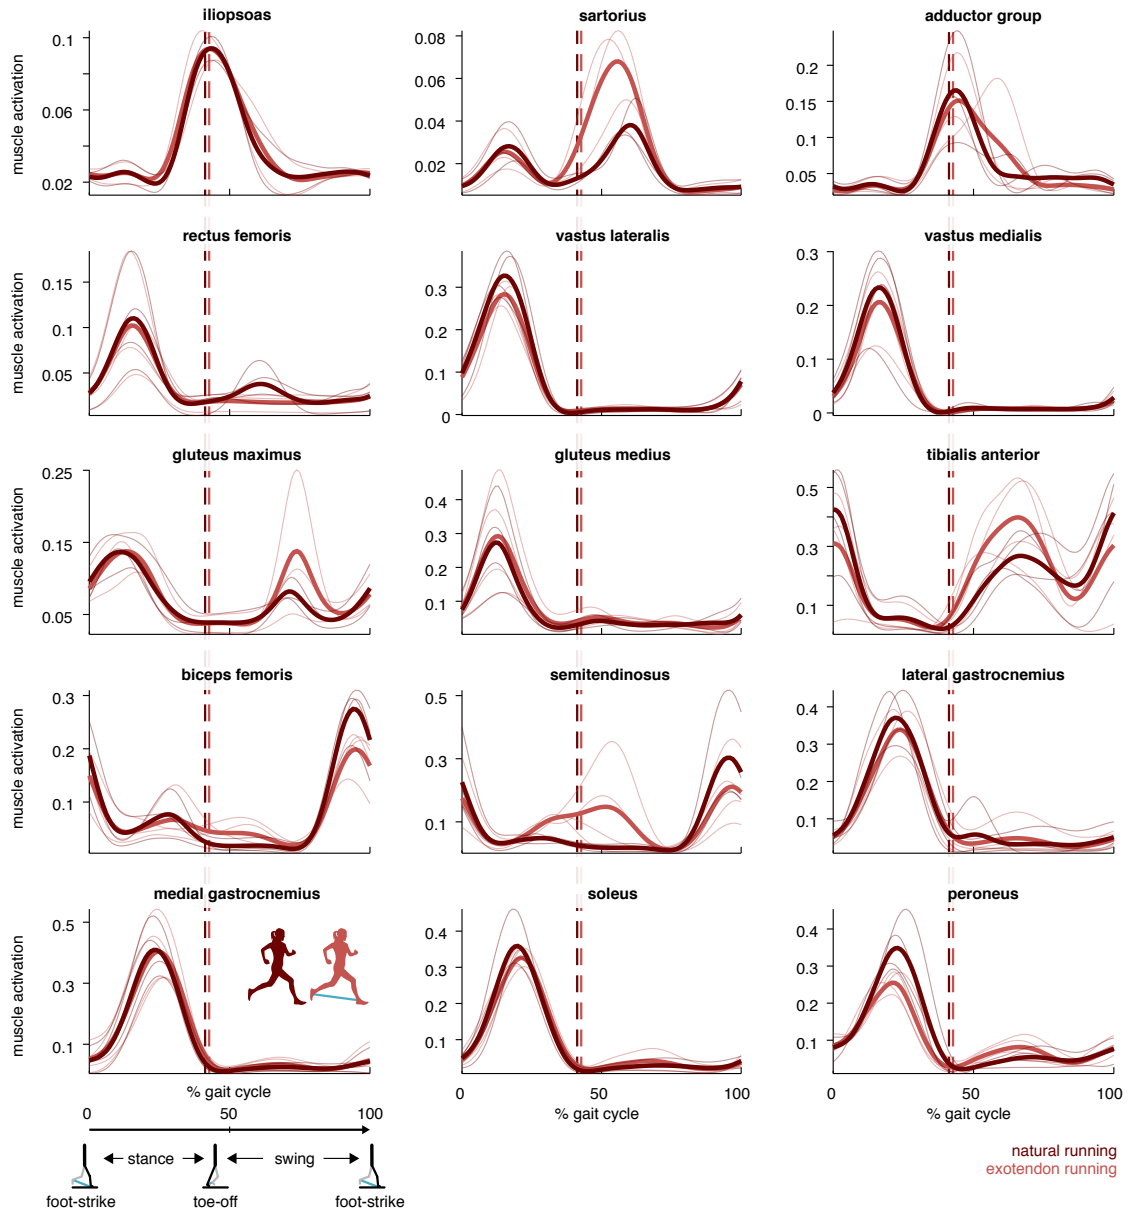 iliopsoas
sartorius
adductor group
muscle activation
0.1
0.06
0.02
0.08
0.06
0.04
0.02
0.2
0.15
0.1
0.05
rectus femoris
vastus lateralis
vastus medialis
muscle activation
0.15
0.1
0.05
0.3
0.2
0.1
0
0.3
0.2
0.1
0
gluteus maximus
gluteus medius
tibialis anterior
muscle activation
0.25
0.15
0.05
0.4
0.3
0.2
0.1
0.5
0.3
0.1
biceps femoris
semitendinosus
lateral gastrocnemius
muscle activation
0.3
0.2
0.1
0.5
0.3
0.1
0.4
0.3
0.2
0.1
medial gastrocnemius
soleus
peroneus
muscle activation
0.5
0.3
0.1
0.4
0.3
0.2
0.1
0.4
0.3
0.2
0.1
% gait cycle
0 50 100
0 50 100
% gait cycle
0 50 100
% gait cycle
stance
swing
foot-strike
toe-off
foot-strike
natural running
exotendon running